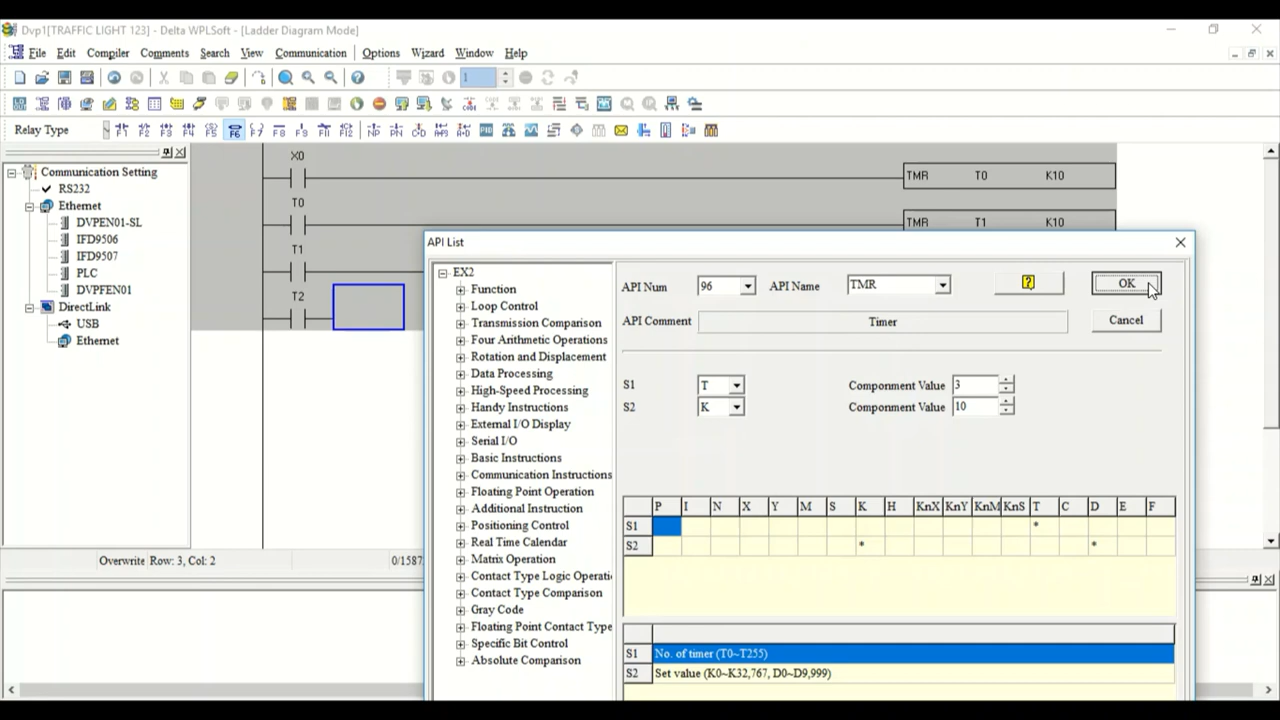 Dvp1[TRAFFIC LIGHT 123] - Delta WPLSoft - [Ladder Diagram Mode]
File Edit Compiler Comments Search View Communication Options Wizard Window Help
1
Relay Type
Communication Setting
RS232
Ethernet
DVPEN01-SL
IFD9506
IFD9507
PLC
DVPFEN01
DirectLink
USB
Ethernet
X0
TMR T0 K10
T0
TMR T1 K10
T1
T2
Overwrite Row: 3, Col: 2 0/1587
API List
EX2
Function
Loop Control
Transmission Comparison
Four Arithmetic Operations
Rotation and Displacement
Data Processing
High-Speed Processing
Handy Instructions
External I/O Display
Serial I/O
Basic Instructions
Communication Instructions
Floating Point Operation
Additional Instruction
Positioning Control
Real Time Calendar
Matrix Operation
Contact Type Logic Operati
Contact Type Comparison
Gray Code
Floating Point Contact Type
Specific Bit Control
Absolute Comparison
API Num 96 API Name TMR ? OK
API Comment Timer Cancel
S1 T Componment Value 3
S2 K Componment Value 10
P I N X Y M S K H KnX KnY KnM KnS T C D E F
S1 *
S2 * *
S1 No. of timer (T0~T255)
S2 Set value (K0~K32,767, D0~D9,999)